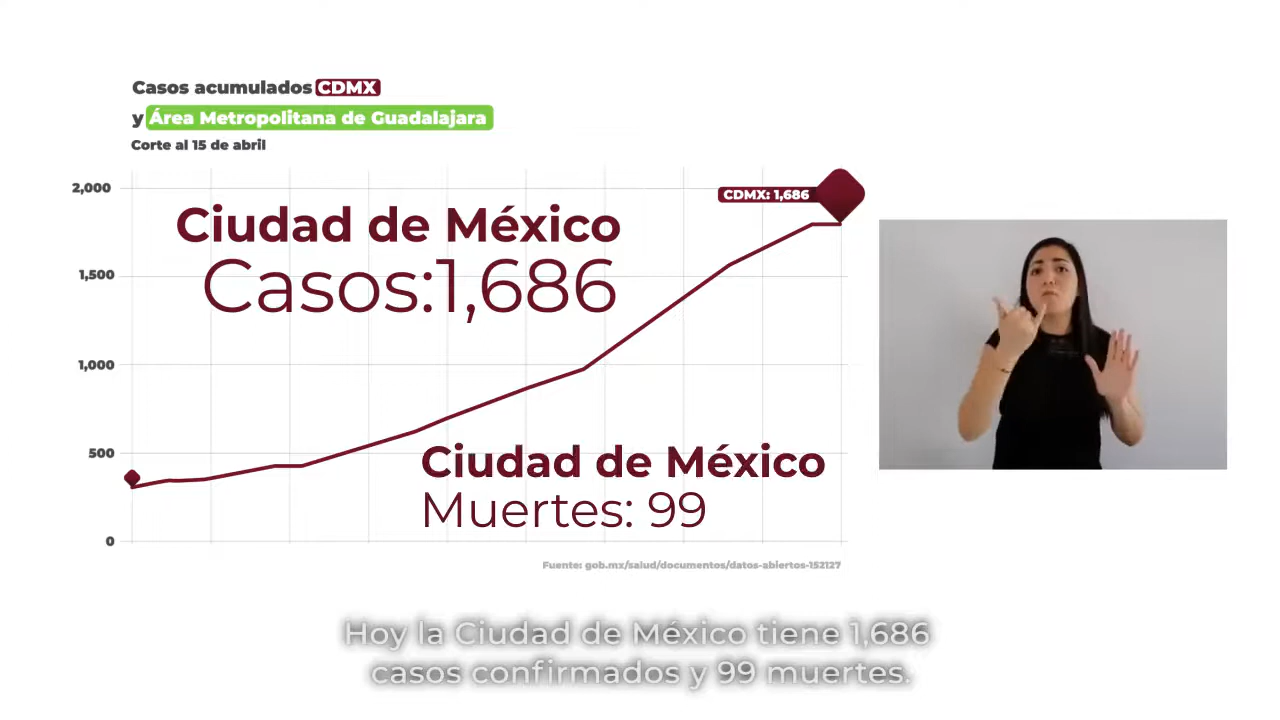 Casos acumulados CDMX
y Área Metropolitana de Guadalajara
Corte al 15 de abril
2,000
1,500
1,000
500
0
CDMX: 1,686
Ciudad de México
Casos:1,686
Ciudad de México
Muertes: 99
Fuente: gob.mx/salud/documentos/datos-abiertos-152127
Hoy la Ciudad de México tiene 1,686
casos confirmados y 99 muertes.